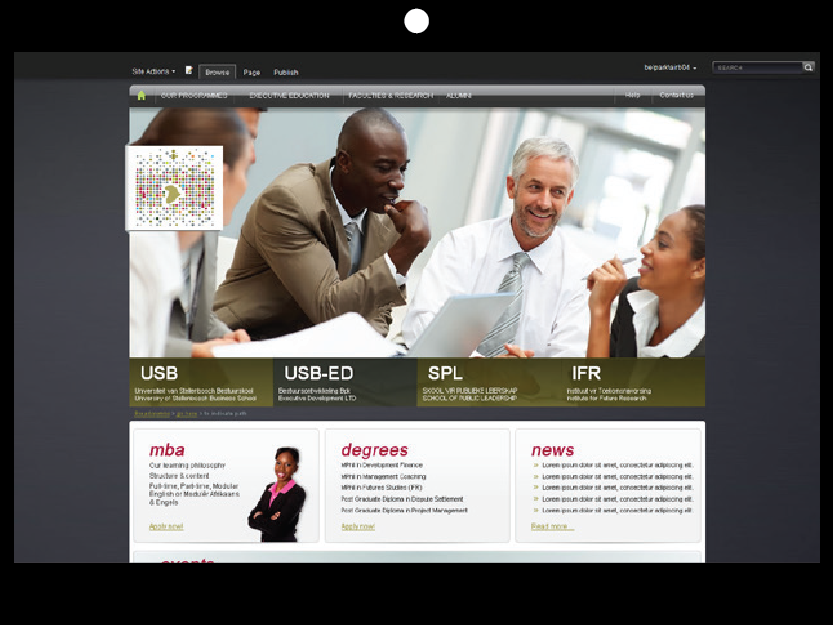 Site Actions
Browse
Page
Publish
SEARCH
OUR PROGRAMMES
EXECUTIVE EDUCATION
FACULTIES & RESEARCH
ALUMNI
Help
Contact us
USB
Universiteit van Stellenbosch Bestuurskool
University of Stellenbosch Business School
USB-ED
Bestuursontwikkeling Bpk
Executive Development LTD
SPL
SKOOL VIR PUBLIEKE LEIERSKAP
SCHOOL OF PUBLIC LEADERSHIP
IFR
Instituut vir Toekomsnavorsing
Institute for Future Research
to indicate path
mba
Our learning philosophy
Structure & content
Full-time, Part-time, Modular
English or Modulêr Afrikaans
& Engels
Apply now!
degrees
MPhil in Development Finance
MPhil in Management Coaching
MPhil in Futures Studies (IFR)
Post Graduate Diploma in Dispute Settlement
Post Graduate Diploma in Project Management
Apply now!
news
Lorem ipsum dolor sit amet, consectetur adipiscing elit.
Lorem ipsum dolor sit amet, consectetur adipiscing elit.
Lorem ipsum dolor sit amet, consectetur adipiscing elit.
Lorem ipsum dolor sit amet, consectetur adipiscing elit.
Lorem ipsum dolor sit amet, consectetur adipiscing elit.
Read more...
events